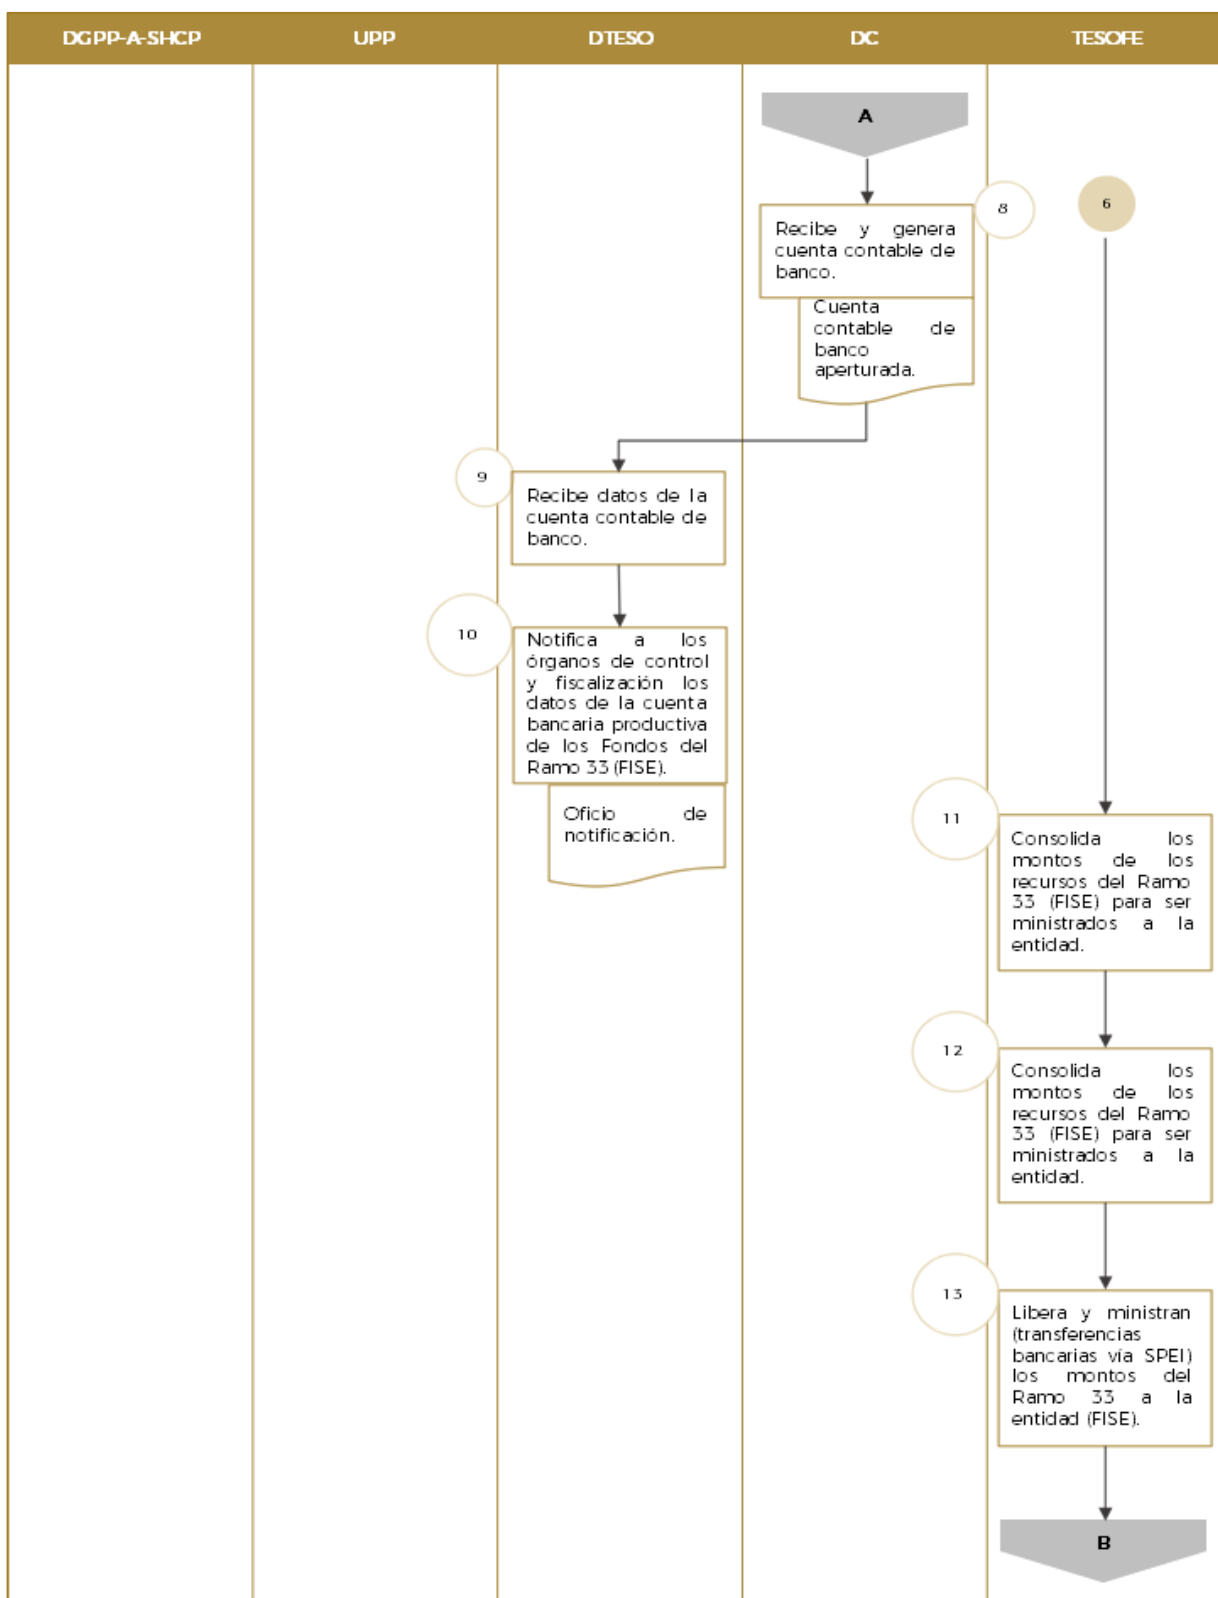 DGPP-A-SHCP
UPP
DTESO
DC
TESOFE
A
8
6
Recibe y genera
cuenta contable de
banco.
Cuenta
contable de
banco
aperturada.
9
Recibe datos de la
cuenta contable de
banco.
10
Notifica a los
órganos de control
y fiscalización los
datos de la cuenta
bancaria productiva
de los Fondos del
Ramo 33 (FISE).
Oficio de
notificación.
11
Consolida los
montos de los
recursos del Ramo
33 (FISE) para ser
ministrados a la
entidad.
12
Consolida los
montos de los
recursos del Ramo
33 (FISE) para ser
ministrados a la
entidad.
13
Libera y ministran
(transferencias
bancarias vía SPEI)
los montos del
Ramo 33 a la
entidad (FISE).
B